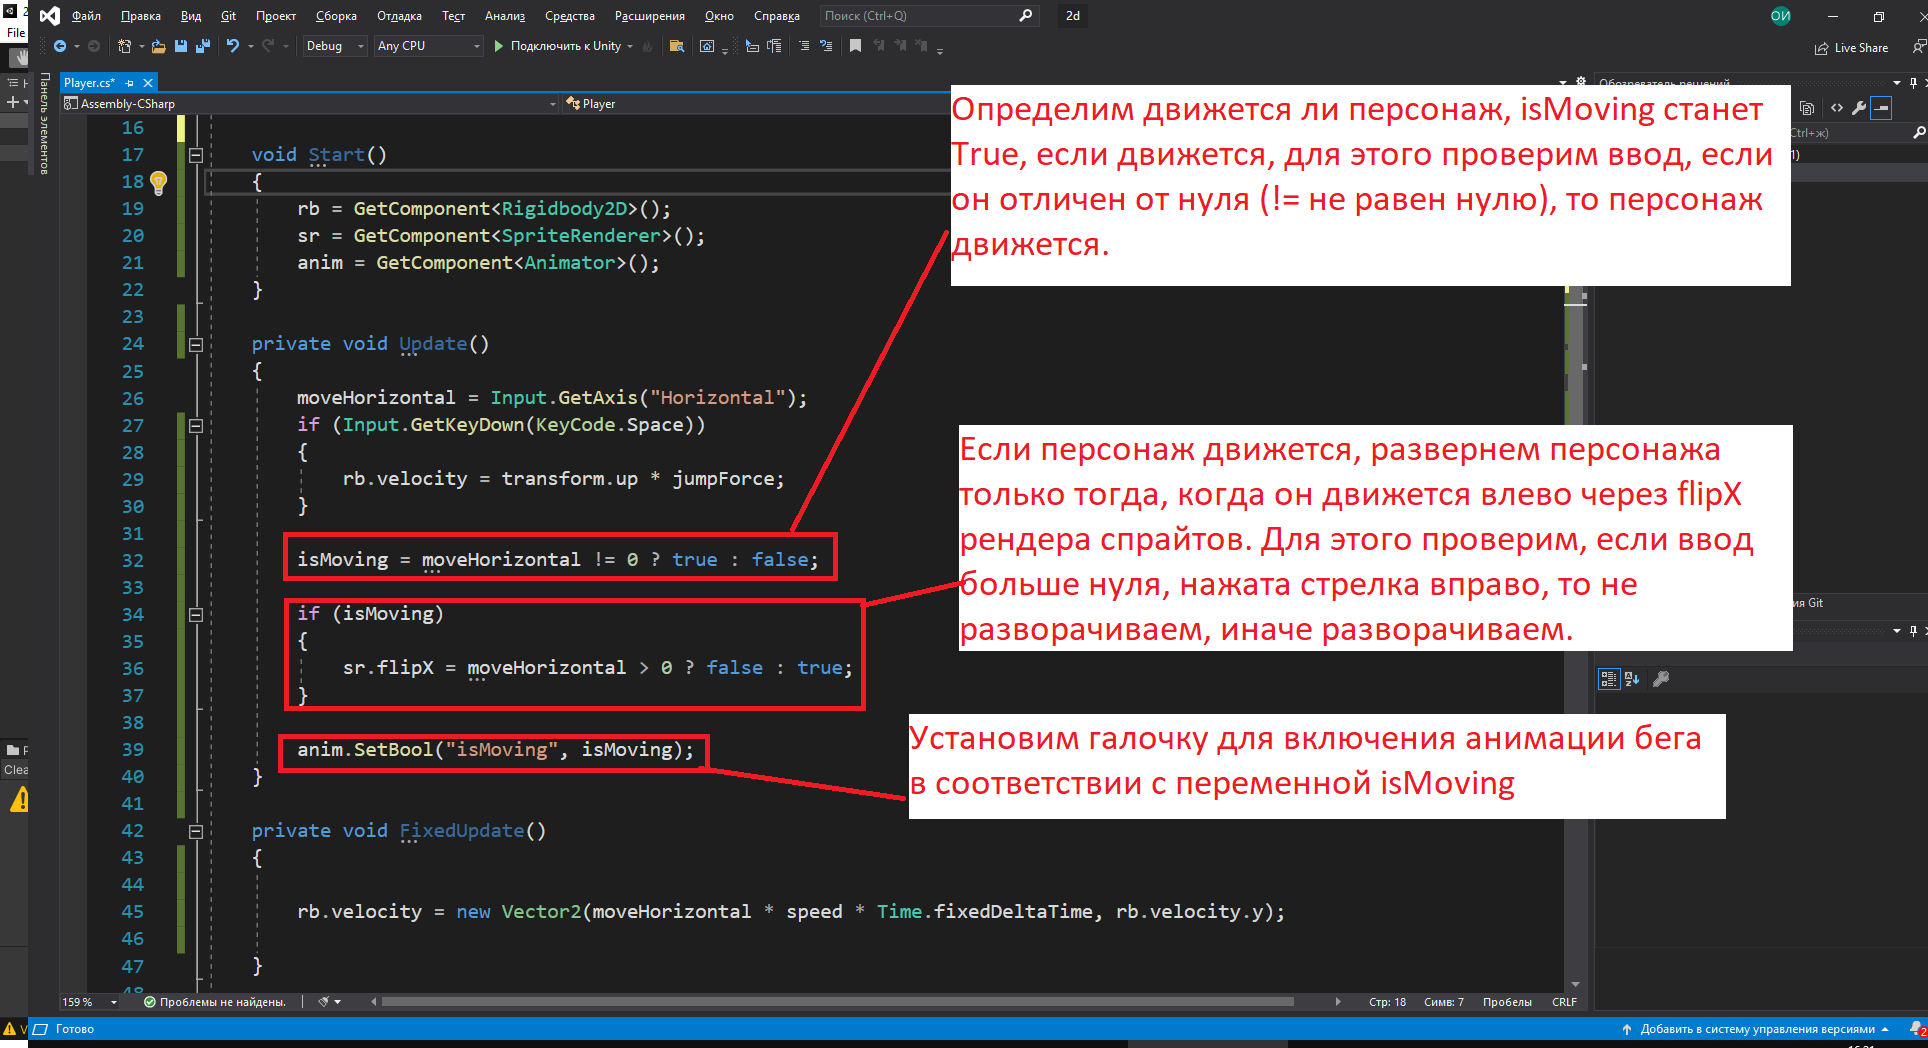 Файл Правка Вид Git Проект Сборка Отладка Тест Анализ Средства Расширения Окно Справка Поиск (Ctrl+Q) 2d ОИ
File
Debug Any CPU Подключить к Unity Live Share
Панель элементов
Player.cs* Обозреватель решений
Assembly-CSharp Player
Определим движется ли персонаж, isMoving станет
True, если движется, для этого проверим ввод, если
он отличен от нуля (!= не равен нулю), то персонаж
движется.
Ctrl+ж)
1)
16
17 void Start()
18 {
19 rb = GetComponent<Rigidbody2D>();
20 sr = GetComponent<SpriteRenderer>();
21 anim = GetComponent<Animator>();
22 }
23
24 private void Update()
25 {
26 moveHorizontal = Input.GetAxis("Horizontal");
27 if (Input.GetKeyDown(KeyCode.Space))
28 {
29 rb.velocity = transform.up * jumpForce;
30 }
31
32 isMoving = moveHorizontal != 0 ? true : false;
33
34 if (isMoving)
35 {
36 sr.flipX = moveHorizontal > 0 ? false : true;
37 }
38
39 anim.SetBool("isMoving", isMoving);
40 }
41
42 private void FixedUpdate()
43 {
44
45 rb.velocity = new Vector2(moveHorizontal * speed * Time.fixedDeltaTime, rb.velocity.y);
46
47 }
48
Если персонаж движется, развернем персонажа
только тогда, когда он движется влево через flipX
рендера спрайтов. Для этого проверим, если ввод
больше нуля, нажата стрелка вправо, то не
разворачиваем, иначе разворачиваем.
ия Git
Установим галочку для включения анимации бега
в соответствии с переменной isMoving
Clea
159 % Проблемы не найдены. Стр: 18 Симв: 7 Пробелы CRLF
Готово Добавить в систему управления версиями 2